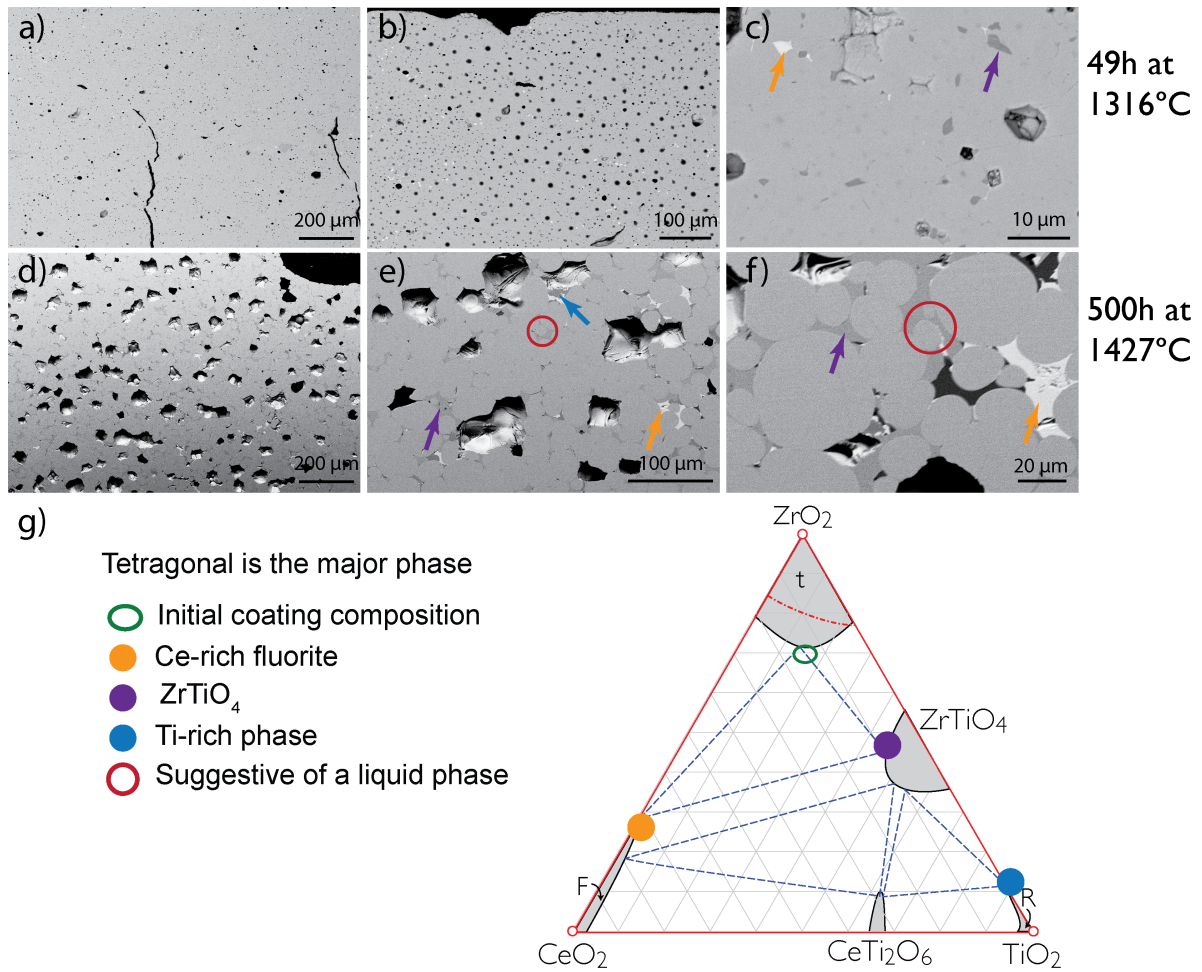 a)
b)
c)
49h at
1316ºC
200 µm
100 µm
10 µm
d)
e)
f)
500h at
1427ºC
200 µm
100 µm
20 µm
g)
ZrO2
Tetragonal is the major phase
t
Initial coating composition
Ce-rich fluorite
ZrTiO4
ZrTiO4
Ti-rich phase
Suggestive of a liquid phase
F
R
CeO2
CeTi2O6
TiO2